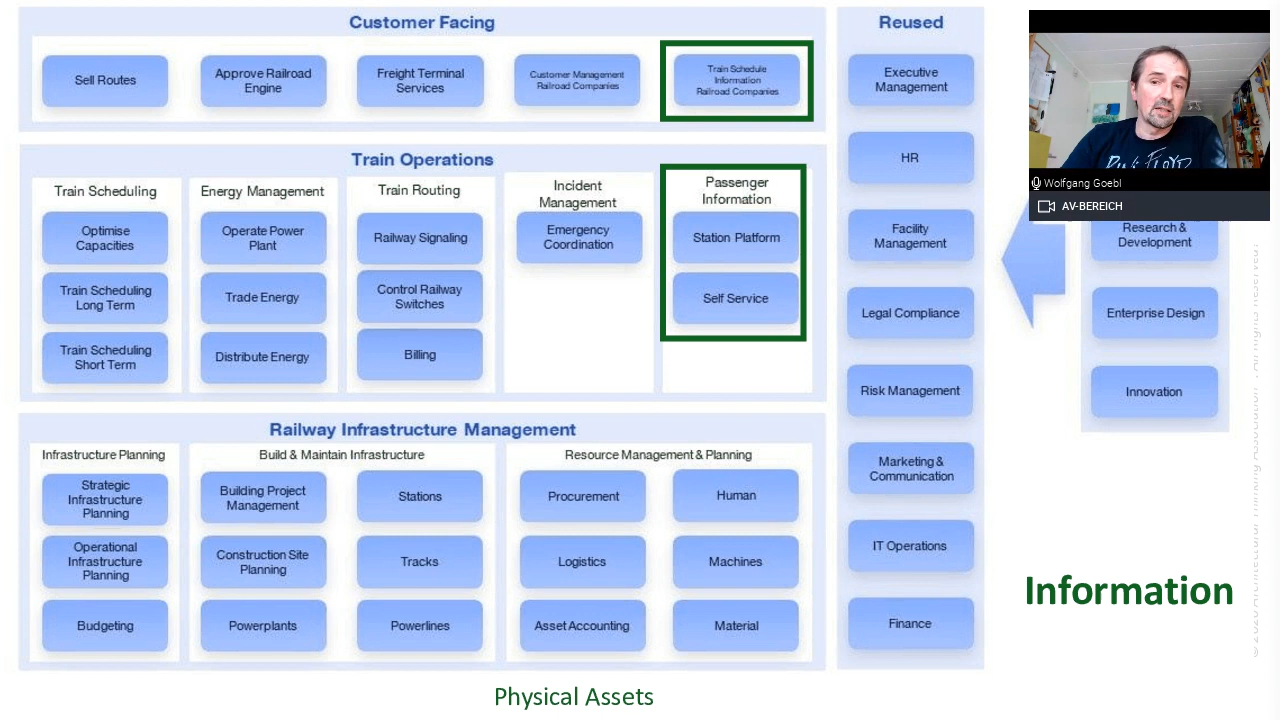 Customer Facing
Sell Routes
Approve Railroad
Engine
Freight Terminal
Services
Customer Management
Railroad Companies
Train Schedule
Information
Railroad Companies
Train Operations
Train Scheduling
Optimise
Capacities
Train Scheduling
Long Term
Train Scheduling
Short Term
Energy Management
Operate Power
Plant
Trade Energy
Distribute Energy
Train Routing
Railway Signaling
Control Railway
Switches
Billing
Incident
Management
Emergency
Coordination
Passenger
Information
Station Platform
Self Service
Railway Infrastructure Management
Infrastructure Planning
Strategic
Infrastructure
Planning
Operational
Infrastructure
Planning
Budgeting
Build & Maintain Infrastructure
Building Project
Management
Stations
Construction Site
Planning
Tracks
Powerplants
Powerlines
Resource Management & Planning
Procurement
Human
Logistics
Machines
Asset Accounting
Material
Physical Assets
Reused
Executive
Management
HR
Facility
Management
Legal Compliance
Risk Management
Marketing &
Communication
IT Operations
Finance
Wolfgang Goebl
AV-BEREICH
Research &
Development
Enterprise Design
Innovation
Information